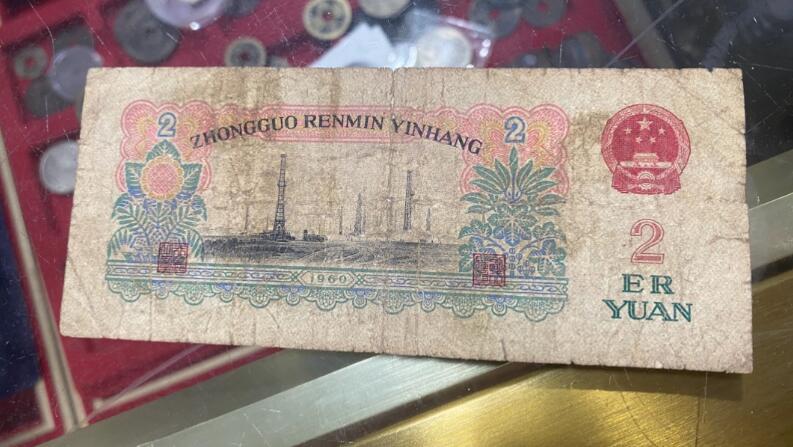 2
2
ZHONGGUO RENMIN YINHANG
1960
2
ER
YUAN